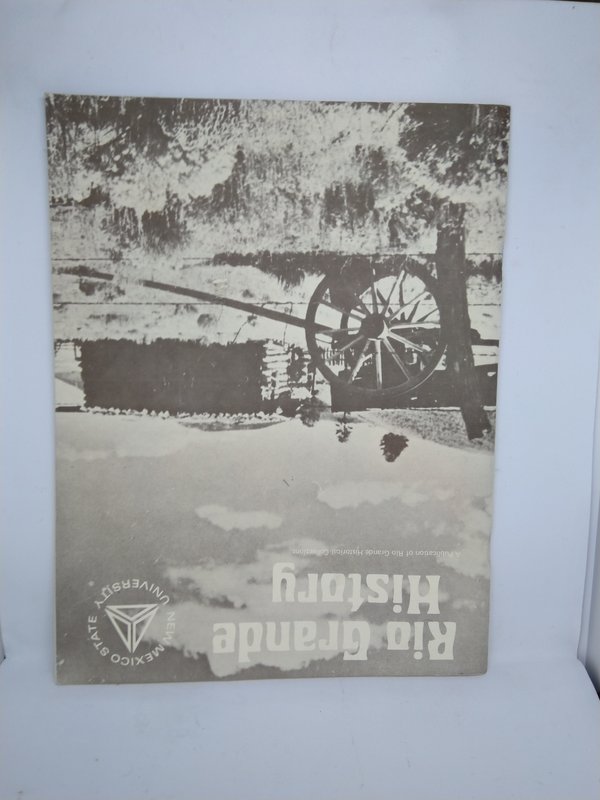 Rio Grande
History
A Publication of Rio Grande Historical Collections
NEW MEXICO STATE UNIVERSITY